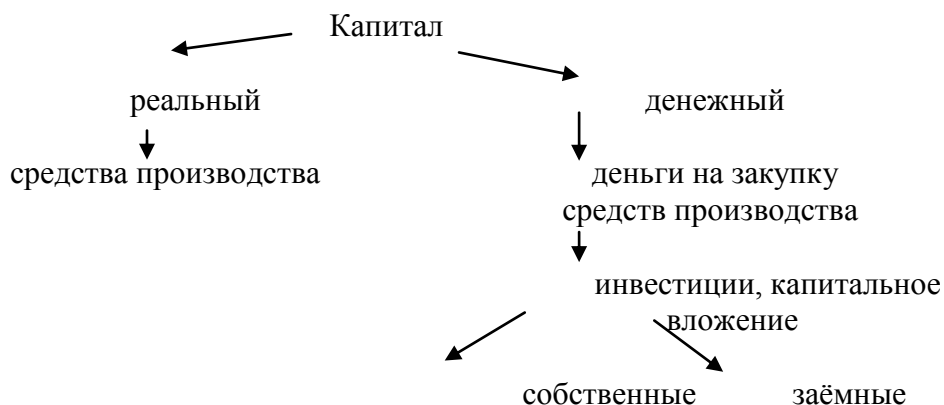 Капитал
реальный денежный
средства производства деньги на закупку
средств производства
инвестиции, капитальное
вложение
собственные заёмные